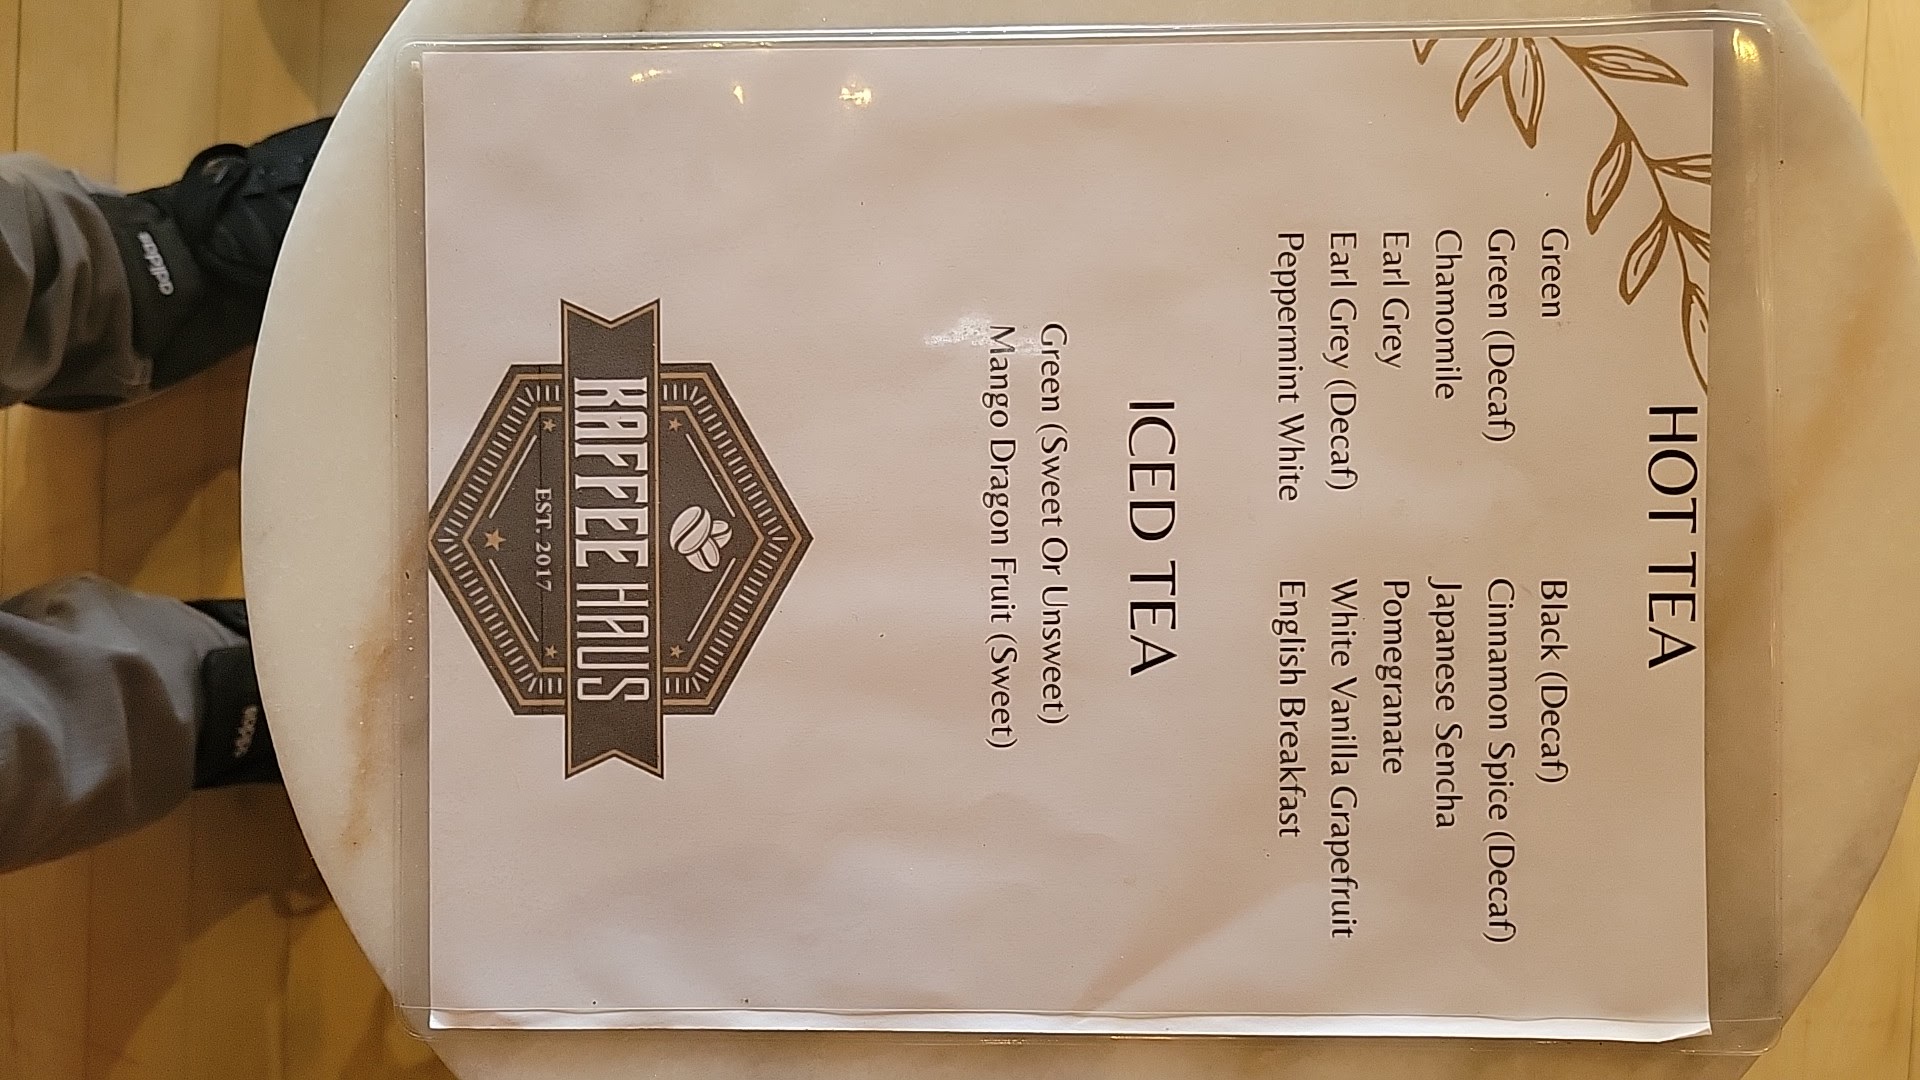 HOT TEA
Green
Green (Decaf)
Chamomile
Earl Grey
Earl Grey (Decaf)
Peppermint White
Black (Decaf)
Cinnamon Spice (Decaf)
Japanese Sencha
Pomegranate
White Vanilla Grapefruit
English Breakfast
ICED TEA
Green (Sweet Or Unsweet)
Mango Dragon Fruit (Sweet)
KAFFEE HAUS
EST. 2017
adidas
adidas